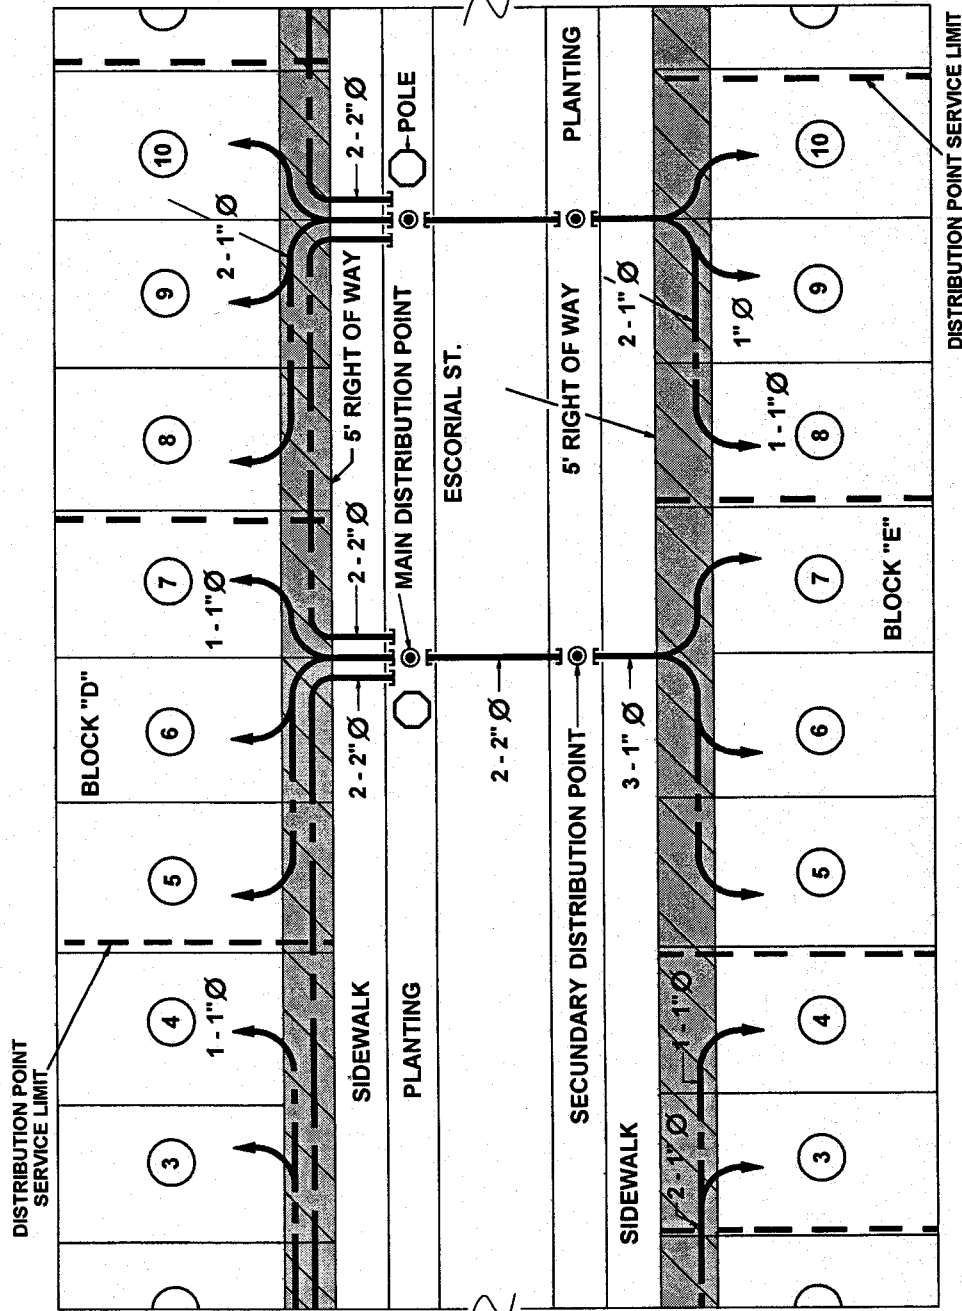 DISTRIBUTION POINT
SERVICE LIMIT
BLOCK "D"
3
4
5
6
7
8
9
10
1 - 1"Ø
1 - 1"Ø
2 - 1" Ø
SIDEWALK
2 - 2"Ø
2 - 2"Ø
5' RIGHT OF WAY
2 - 2"Ø
PLANTING
MAIN DISTRIBUTION POINT
POLE
ESCORIAL ST.
2 - 2" Ø
SECUNDARY DISTRIBUTION POINT
5' RIGHT OF WAY
PLANTING
SIDEWALK
3 - 1" Ø
2 - 1" Ø
2 - 1" Ø
1 - 1"Ø
1" Ø
1 - 1"Ø
3
4
5
6
7
8
9
10
BLOCK "E"
DISTRIBUTION POINT SERVICE LIMIT